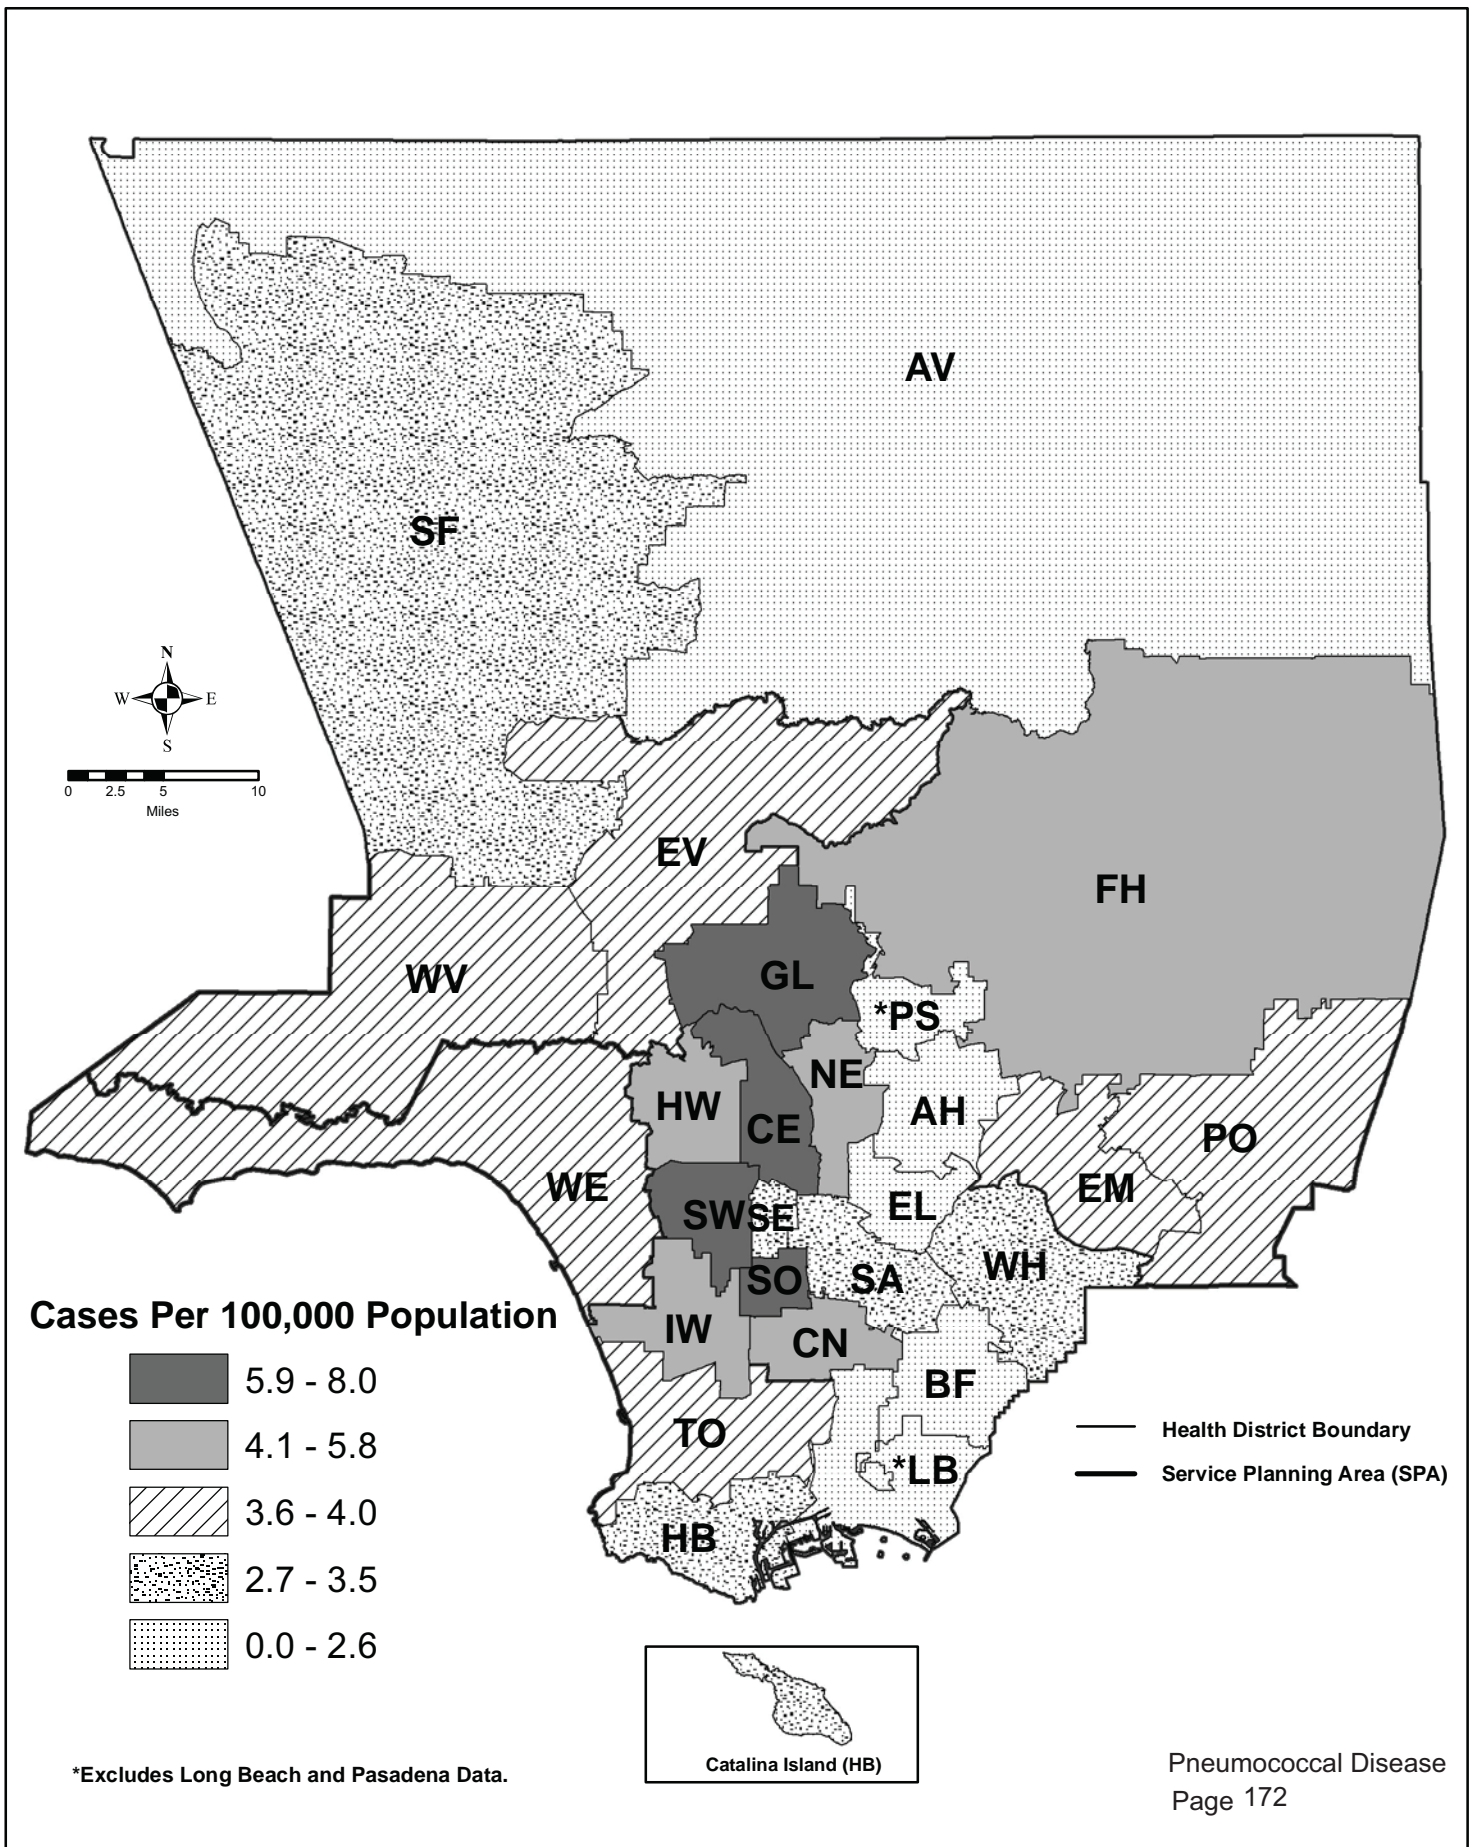 AV
SF
N
W E
S
0 2.5 5 10
Miles
EV
FH
WV
GL
*PS
NE
HW
AH
CE
PO
WE
EM
EL
SW
SE
WH
SA
SO
Cases Per 100,000 Population
IW
CN
5.9 - 8.0
BF
4.1 - 5.8
TO
Health District Boundary
*LB
Service Planning Area (SPA)
3.6 - 4.0
HB
2.7 - 3.5
0.0 - 2.6
Catalina Island (HB)
*Excludes Long Beach and Pasadena Data.
Pneumococcal Disease
Page 172